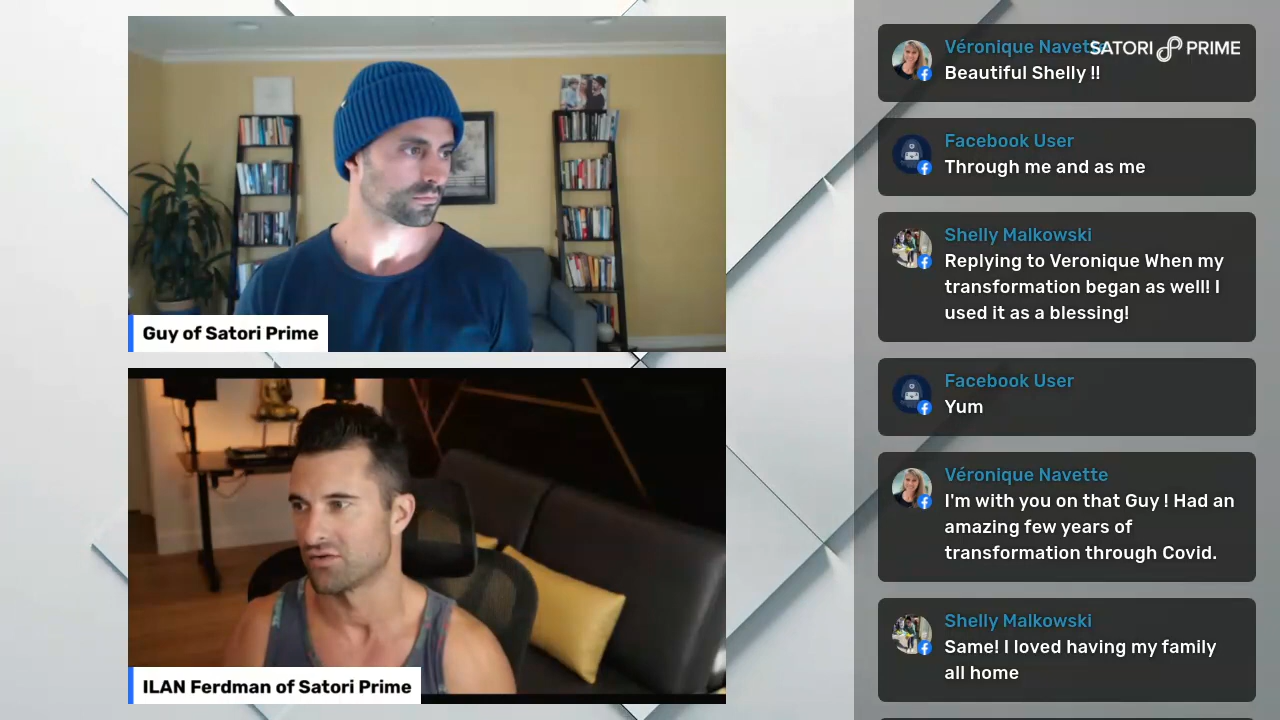 Guy of Satori Prime
ILAN Ferdman of Satori Prime
SATORI PRIME
Véronique Navette
Beautiful Shelly !!
Facebook User
Through me and as me
Shelly Malkowski
Replying to Veronique When my
transformation began as well! I
used it as a blessing!
Facebook User
Yum
Véronique Navette
I'm with you on that Guy ! Had an
amazing few years of
transformation through Covid.
Shelly Malkowski
Same! I loved having my family
all home